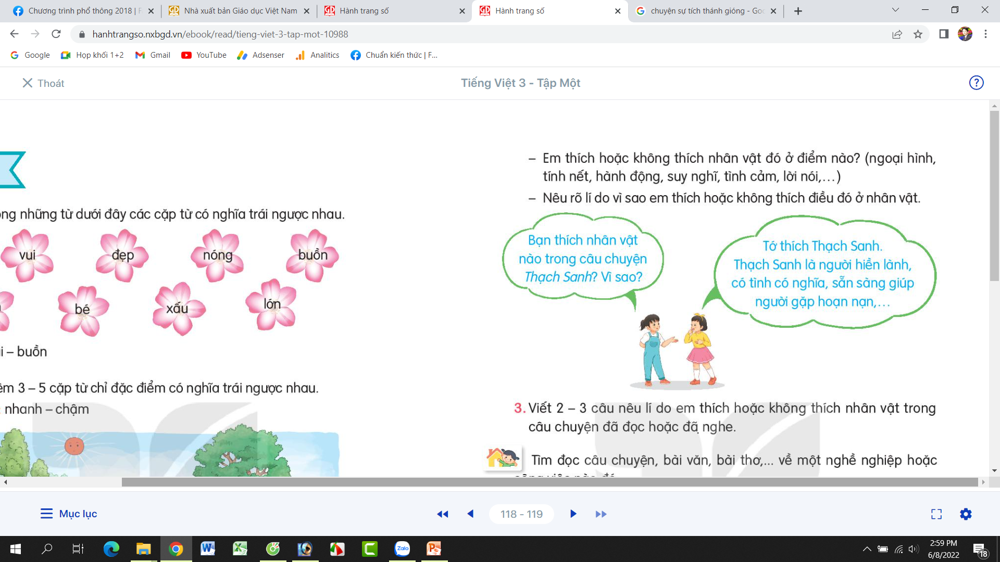 Chương trình phổ thông 2018 | F
Nhà xuất bản Giáo dục Việt Nam
Hành trang số
Hành trang số
chuyện sự tích thánh gióng - Goo
hanhtrangso.nxbgd.vn/ebook/read/tieng-viet-3-tap-mot-10988
Google
Họp khối 1+2
Gmail
YouTube
Adsenser
Analitics
Chuẩn kiến thức | F...
Thoát
Tiếng Việt 3 - Tập Một
?
ong những từ dưới đây các cặp từ có nghĩa trái ngược nhau.
vui
đẹp
nóng
buồn
bé
xấu
lớn
i – buồn
êm 3 – 5 cặp từ chỉ đặc điểm có nghĩa trái ngược nhau.
: nhanh – chậm
– Em thích hoặc không thích nhân vật đó ở điểm nào? (ngoại hình,
tính nết, hành động, suy nghĩ, tình cảm, lời nói,...)
– Nêu rõ lí do vì sao em thích hoặc không thích điều đó ở nhân vật.
Bạn thích nhân vật
nào trong câu chuyện
Thạch Sanh? Vì sao?
Tớ thích Thạch Sanh.
Thạch Sanh là người hiền lành,
có tình có nghĩa, sẵn sàng giúp
người gặp hoạn nạn,...
3. Viết 2 – 3 câu nêu lí do em thích hoặc không thích nhân vật trong
câu chuyện đã đọc hoặc đã nghe.
Tìm đọc câu chuyện, bài văn, bài thơ,... về một nghề nghiệp hoặc
Mục lục
118 - 119
Zalo
2:59 PM
6/8/2022
18